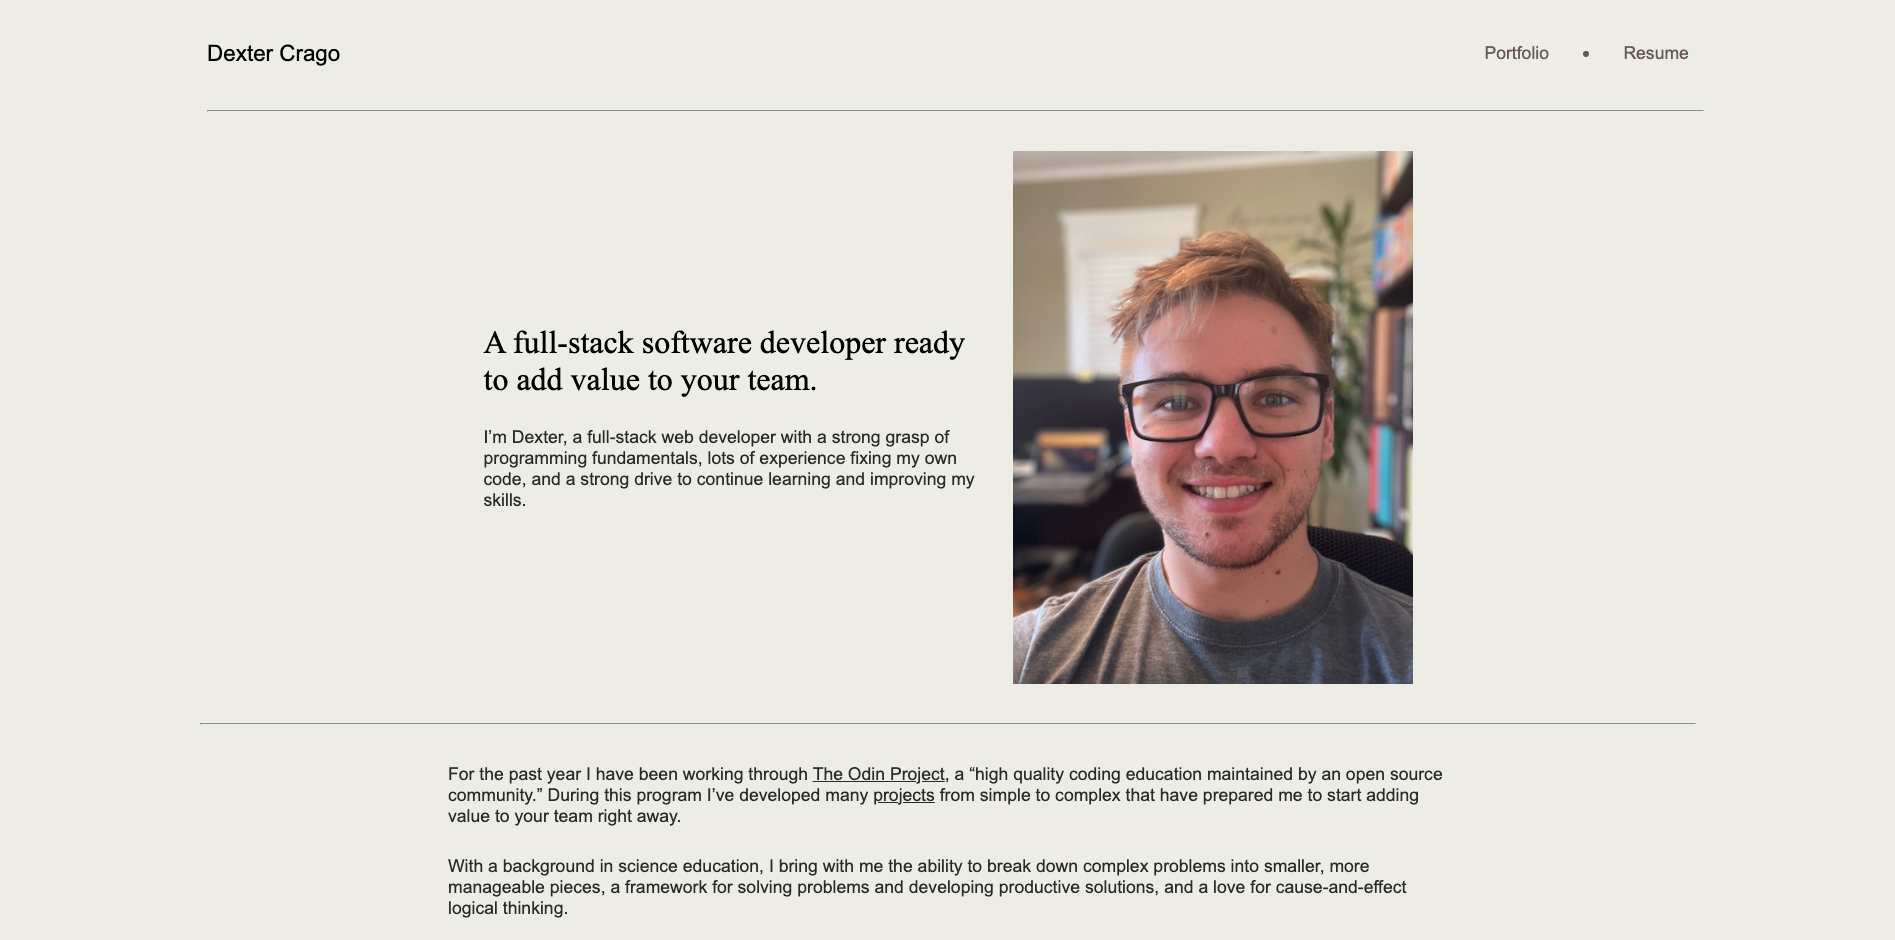 Dexter Crago
Portfolio • Resume
A full-stack software developer ready
to add value to your team.
I’m Dexter, a full-stack web developer with a strong grasp of
programming fundamentals, lots of experience fixing my own
code, and a strong drive to continue learning and improving my
skills.
For the past year I have been working through The Odin Project, a “high quality coding education maintained by an open source
community.” During this program I’ve developed many projects from simple to complex that have prepared me to start adding
value to your team right away.
With a background in science education, I bring with me the ability to break down complex problems into smaller, more
manageable pieces, a framework for solving problems and developing productive solutions, and a love for cause-and-effect
logical thinking.